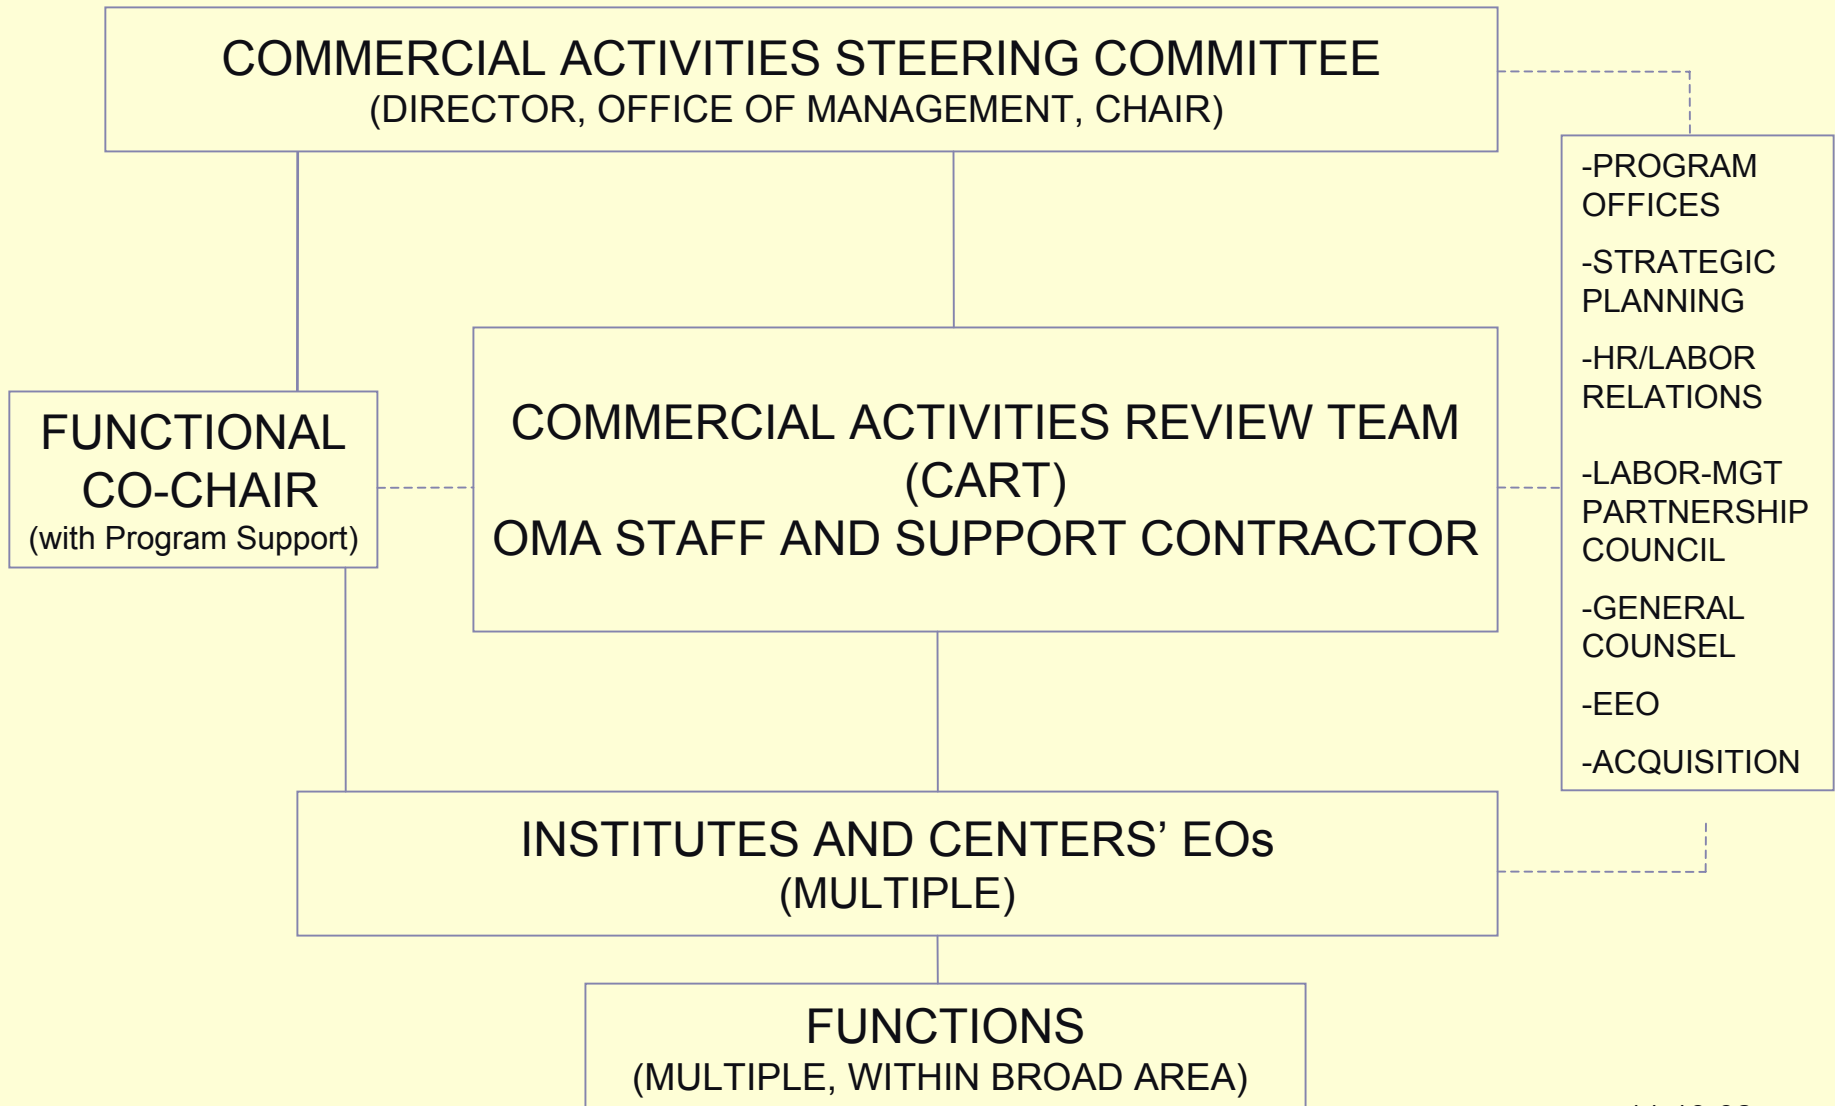 COMMERCIAL ACTIVITIES STEERING COMMITTEE
(DIRECTOR, OFFICE OF MANAGEMENT, CHAIR)
-PROGRAM
OFFICES
-STRATEGIC
PLANNING
-HR/LABOR
RELATIONS
-LABOR-MGT
PARTNERSHIP
COUNCIL
-GENERAL
COUNSEL
-EEO
-ACQUISITION
FUNCTIONAL
CO-CHAIR
(with Program Support)
COMMERCIAL ACTIVITIES REVIEW TEAM
(CART)
OMA STAFF AND SUPPORT CONTRACTOR
INSTITUTES AND CENTERS’ EOs
(MULTIPLE)
FUNCTIONS
(MULTIPLE, WITHIN BROAD AREA)